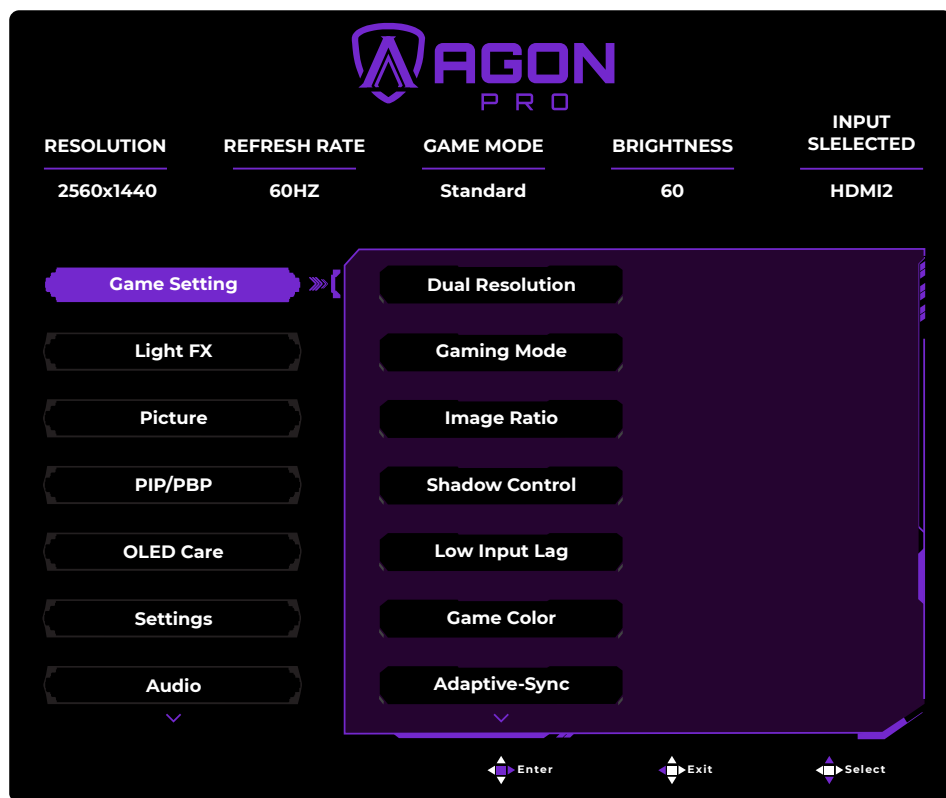 AGON
PRO
RESOLUTION
2560x1440
REFRESH RATE
60HZ
GAME MODE
Standard
BRIGHTNESS
60
INPUT
SLELECTED
HDMI2
Game Setting
Light FX
Picture
PIP/PBP
OLED Care
Settings
Audio
Dual Resolution
Gaming Mode
Image Ratio
Shadow Control
Low Input Lag
Game Color
Adaptive-Sync
Enter
Exit
Select